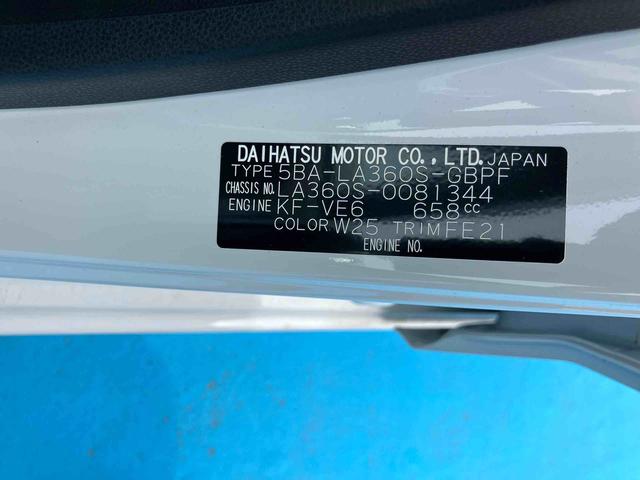 DAIHATSU MOTOR CO., LTD. JAPAN
TYPE 5BA-LA360S-GBPF
CHASSIS NO. LA360S-0081344
ENGINE KF-VE6 658cc
COLOR W25 TRIM FE21
ENGINE NO.